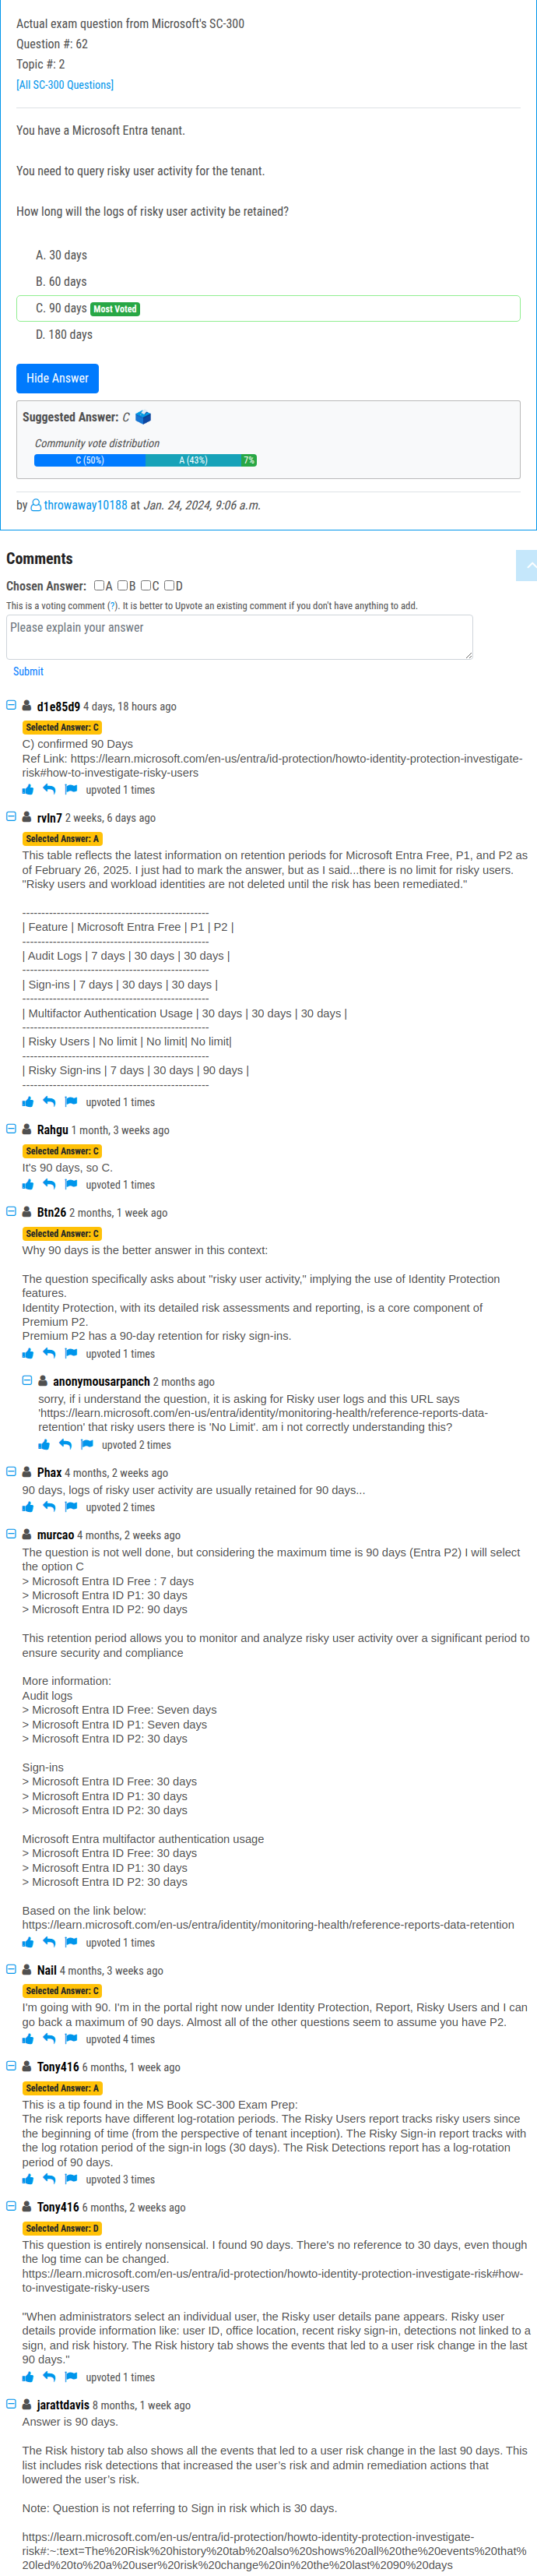 Actual exam question from Microsoft's SC-300
Question #: 62
Topic #: 2
[All SC-300 Questions]
You have a Microsoft Entra tenant.
You need to query risky user activity for the tenant.
How long will the logs of risky user activity be retained?
A. 30 days
B. 60 days
C. 90 days Most Voted
D. 180 days
Hide Answer
Suggested Answer: C
Community vote distribution
C (50%) A (43%) 7%
by throwaway10188 at Jan. 24, 2024, 9:06 a.m.
Comments
Chosen Answer: A B C D
This is a voting comment (?). It is better to Upvote an existing comment if you don't have anything to add.
Please explain your answer
Submit
d1e85d9 4 days, 18 hours ago
Selected Answer: C
C) confirmed 90 Days
Ref Link: https://learn.microsoft.com/en-us/entra/id-protection/howto-identity-protection-investigate-
risk#how-to-investigate-risky-users
upvoted 1 times
rvln7 2 weeks, 6 days ago
Selected Answer: A
This table reflects the latest information on retention periods for Microsoft Entra Free, P1, and P2 as
of February 26, 2025. I just had to mark the answer, but as I said...there is no limit for risky users.
"Risky users and workload identities are not deleted until the risk has been remediated."
-------------------------------------------------
| Feature | Microsoft Entra Free | P1 | P2 |
-------------------------------------------------
| Audit Logs | 7 days | 30 days | 30 days |
-------------------------------------------------
| Sign-ins | 7 days | 30 days | 30 days |
-------------------------------------------------
| Multifactor Authentication Usage | 30 days | 30 days | 30 days |
-------------------------------------------------
| Risky Users | No limit | No limit| No limit|
-------------------------------------------------
| Risky Sign-ins | 7 days | 30 days | 90 days |
-------------------------------------------------
upvoted 1 times
Rahgu 1 month, 3 weeks ago
Selected Answer: C
It's 90 days, so C.
upvoted 1 times
Btn26 2 months, 1 week ago
Selected Answer: C
Why 90 days is the better answer in this context:
The question specifically asks about "risky user activity," implying the use of Identity Protection
features.
Identity Protection, with its detailed risk assessments and reporting, is a core component of
Premium P2.
Premium P2 has a 90-day retention for risky sign-ins.
upvoted 1 times
anonymousarpanch 2 months ago
sorry, if i understand the question, it is asking for Risky user logs and this URL says
'https://learn.microsoft.com/en-us/entra/identity/monitoring-health/reference-reports-data-
retention' that risky users there is 'No Limit'. am i not correctly understanding this?
upvoted 2 times
Phax 4 months, 2 weeks ago
90 days, logs of risky user activity are usually retained for 90 days...
upvoted 2 times
murcao 4 months, 2 weeks ago
The question is not well done, but considering the maximum time is 90 days (Entra P2) I will select
the option C
> Microsoft Entra ID Free : 7 days
> Microsoft Entra ID P1: 30 days
> Microsoft Entra ID P2: 90 days
This retention period allows you to monitor and analyze risky user activity over a significant period to
ensure security and compliance
More information:
Audit logs
> Microsoft Entra ID Free: Seven days
> Microsoft Entra ID P1: Seven days
> Microsoft Entra ID P2: 30 days
Sign-ins
> Microsoft Entra ID Free: 30 days
> Microsoft Entra ID P1: 30 days
> Microsoft Entra ID P2: 30 days
Microsoft Entra multifactor authentication usage
> Microsoft Entra ID Free: 30 days
> Microsoft Entra ID P1: 30 days
> Microsoft Entra ID P2: 30 days
Based on the link below:
https://learn.microsoft.com/en-us/entra/identity/monitoring-health/reference-reports-data-retention
upvoted 1 times
Nail 4 months, 3 weeks ago
Selected Answer: C
I'm going with 90. I'm in the portal right now under Identity Protection, Report, Risky Users and I can
go back a maximum of 90 days. Almost all of the other questions seem to assume you have P2.
upvoted 4 times
Tony416 6 months, 1 week ago
Selected Answer: A
This is a tip found in the MS Book SC-300 Exam Prep:
The risk reports have different log-rotation periods. The Risky Users report tracks risky users since
the beginning of time (from the perspective of tenant inception). The Risky Sign-in report tracks with
the log rotation period of the sign-in logs (30 days). The Risk Detections report has a log-rotation
period of 90 days.
upvoted 3 times
Tony416 6 months, 2 weeks ago
Selected Answer: D
This question is entirely nonsensical. I found 90 days. There's no reference to 30 days, even though
the log time can be changed.
https://learn.microsoft.com/en-us/entra/id-protection/howto-identity-protection-investigate-risk#how-
to-investigate-risky-users
"When administrators select an individual user, the Risky user details pane appears. Risky user
details provide information like: user ID, office location, recent risky sign-in, detections not linked to a
sign, and risk history. The Risk history tab shows the events that led to a user risk change in the last
90 days."
upvoted 1 times
jarattdavis 8 months, 1 week ago
Answer is 90 days.
The Risk history tab also shows all the events that led to a user risk change in the last 90 days. This
list includes risk detections that increased the user's risk and admin remediation actions that
lowered the user's risk.
Note: Question is not referring to Sign in risk which is 30 days.
https://learn.microsoft.com/en-us/entra/id-protection/howto-identity-protection-investigate-
risk#:~:text=The%20Risk%20history%20tab%20also%20shows%20all%20the%20events%20that%
20led%20to%20a%20user%20risk%20change%20in%20the%20last%2090%20days